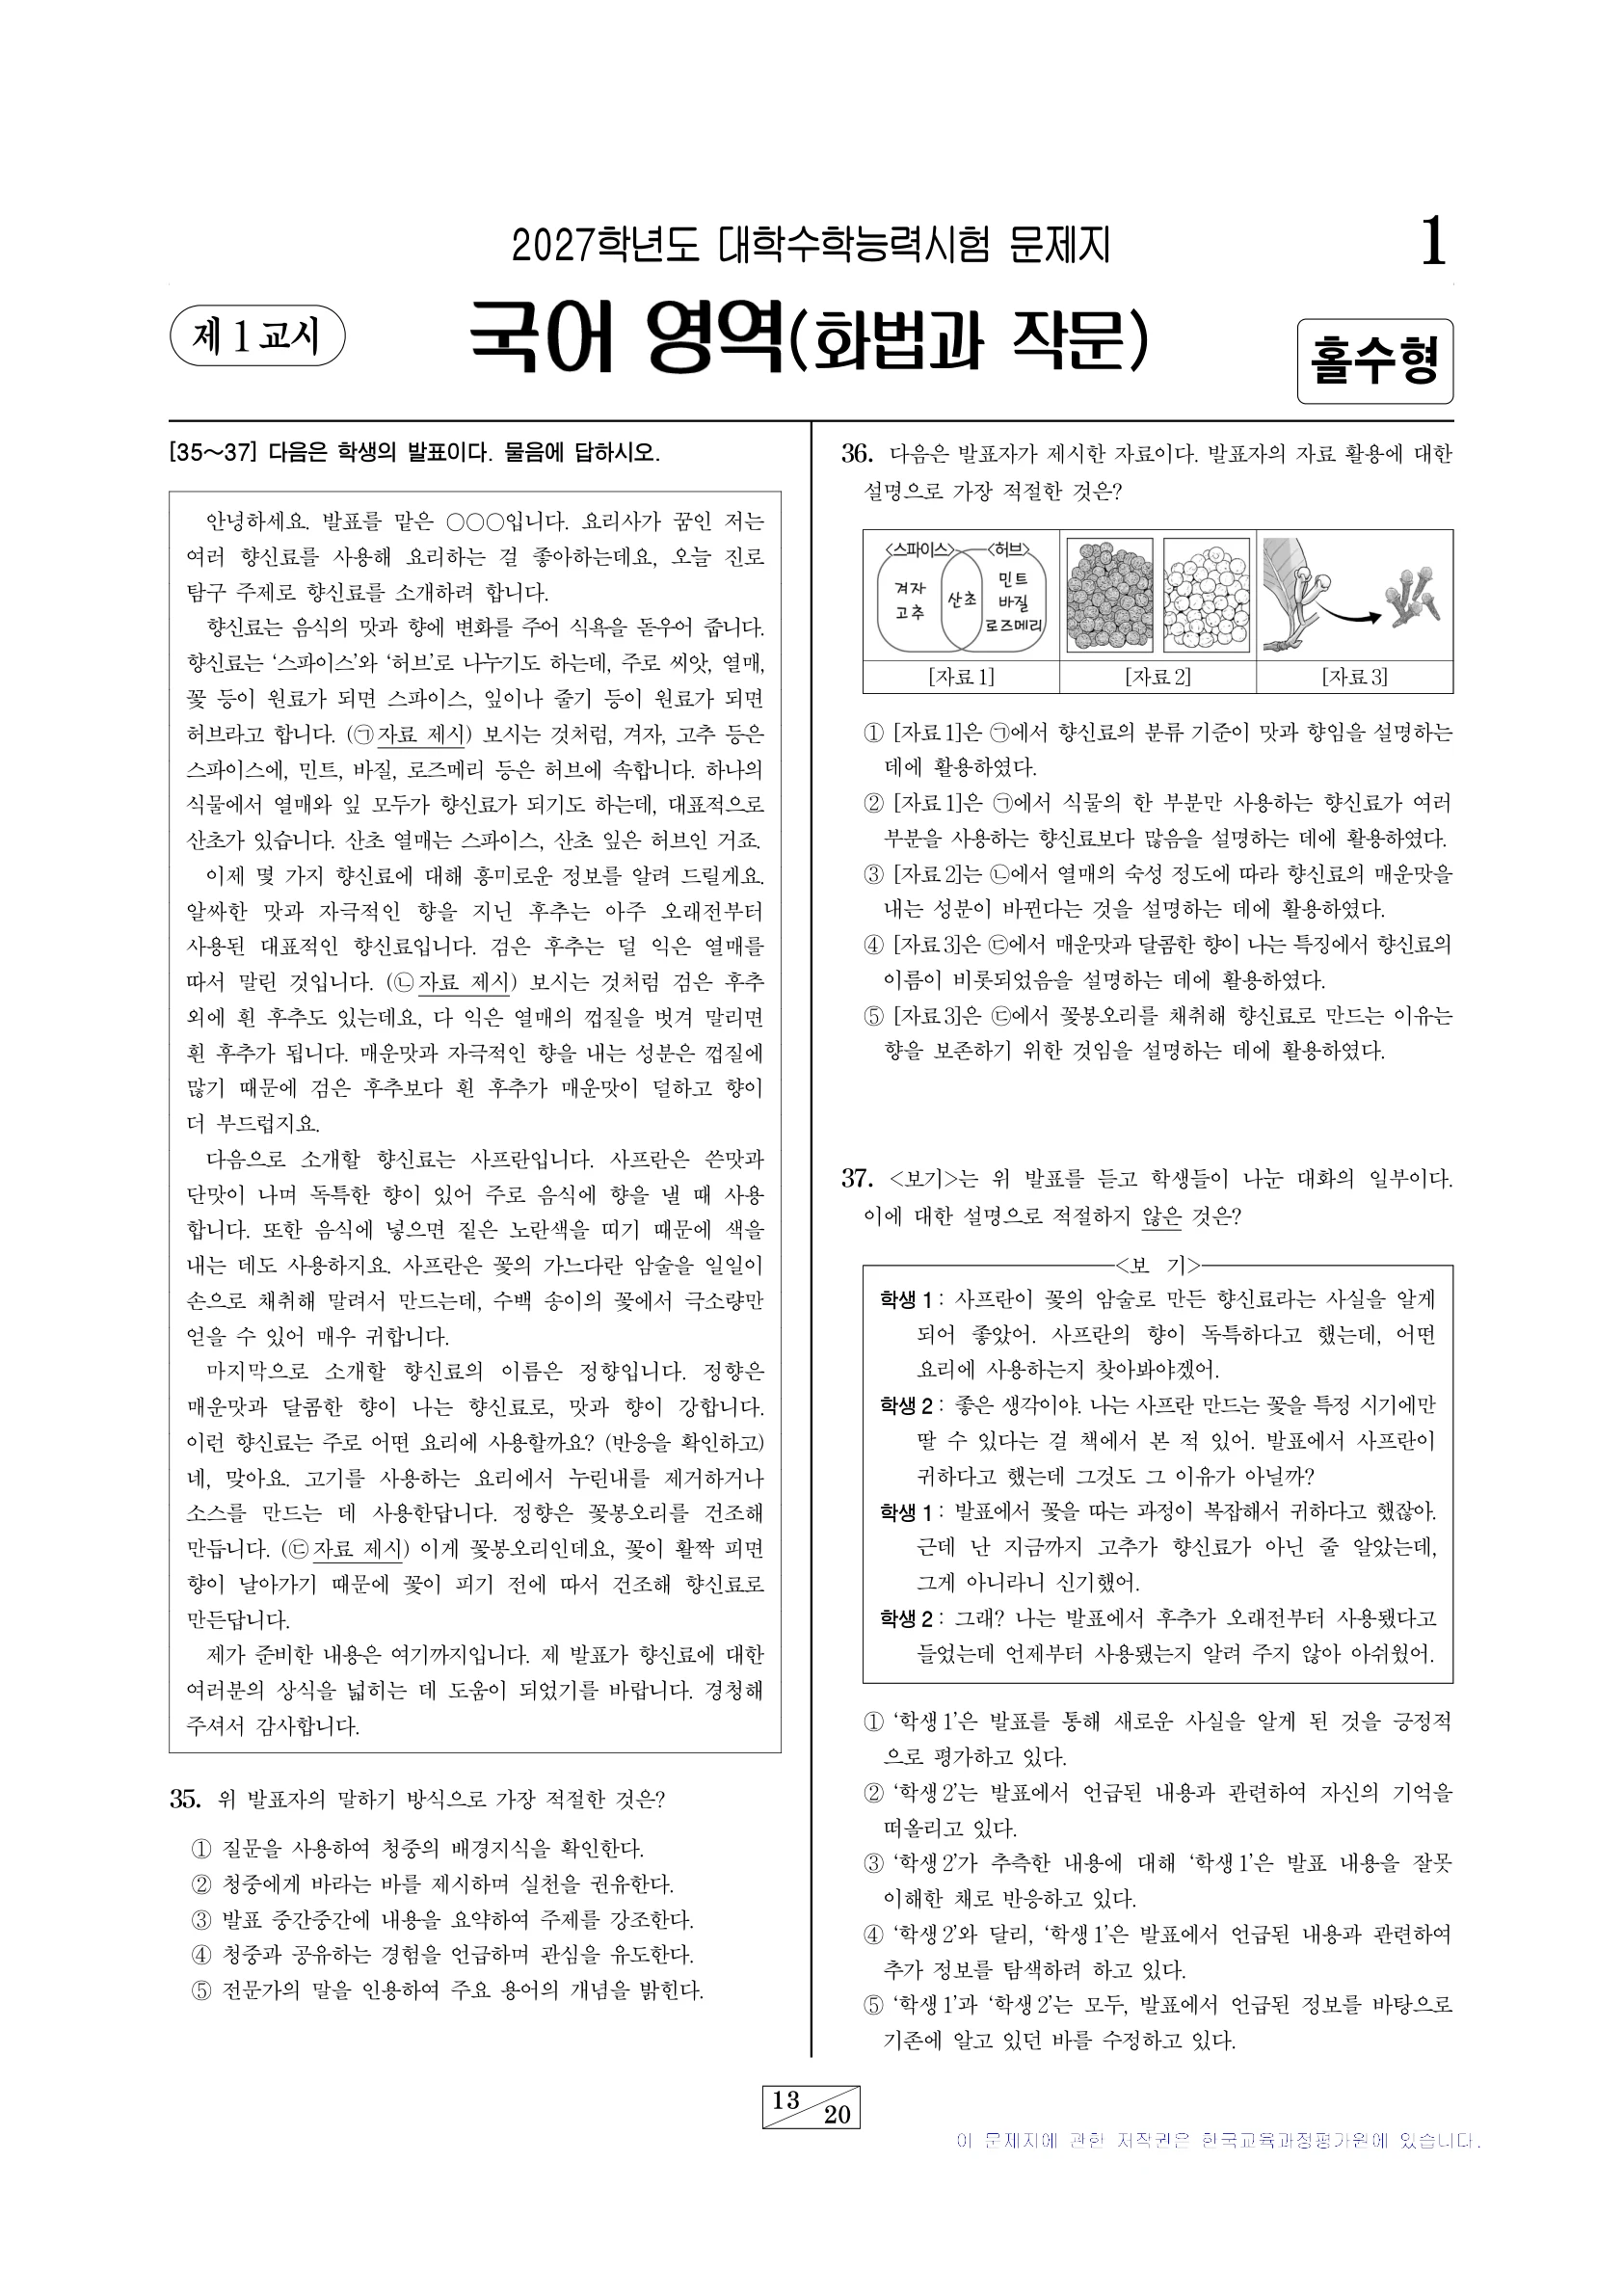 2027학년도 대학수학능력시험 문제지
1
제 1 교시
국어 영역(화법과 작문)
홀수형
[35～37] 다음은 학생의 발표이다. 물음에 답하시오.
안녕하세요. 발표를 맡은 ○○○입니다. 요리사가 꿈인 저는
여러 향신료를 사용해 요리하는 걸 좋아하는데요, 오늘 진로
탐구 주제로 향신료를 소개하려 합니다.
향신료는 음식의 맛과 향에 변화를 주어 식욕을 돋우어 줍니다.
향신료는 ‘스파이스’와 ‘허브’로 나누기도 하는데, 주로 씨앗, 열매,
꽃 등이 원료가 되면 스파이스, 잎이나 줄기 등이 원료가 되면
허브라고 합니다. (㉠자료 제시) 보시는 것처럼, 겨자, 고추 등은
스파이스에, 민트, 바질, 로즈메리 등은 허브에 속합니다. 하나의
식물에서 열매와 잎 모두가 향신료가 되기도 하는데, 대표적으로
산초가 있습니다. 산초 열매는 스파이스, 산초 잎은 허브인 거죠.
이제 몇 가지 향신료에 대해 흥미로운 정보를 알려 드릴게요.
알싸한 맛과 자극적인 향을 지닌 후추는 아주 오래전부터
사용된 대표적인 향신료입니다. 검은 후추는 덜 익은 열매를
따서 말린 것입니다. (㉡자료 제시) 보시는 것처럼 검은 후추
외에 흰 후추도 있는데요, 다 익은 열매의 껍질을 벗겨 말리면
흰 후추가 됩니다. 매운맛과 자극적인 향을 내는 성분은 껍질에
많기 때문에 검은 후추보다 흰 후추가 매운맛이 덜하고 향이
더 부드럽지요.
다음으로 소개할 향신료는 사프란입니다. 사프란은 쓴맛과
단맛이 나며 독특한 향이 있어 주로 음식에 향을 낼 때 사용
합니다. 또한 음식에 넣으면 짙은 노란색을 띠기 때문에 색을
내는 데도 사용하지요. 사프란은 꽃의 가느다란 암술을 일일이
손으로 채취해 말려서 만드는데, 수백 송이의 꽃에서 극소량만
얻을 수 있어 매우 귀합니다.
마지막으로 소개할 향신료의 이름은 정향입니다. 정향은
매운맛과 달콤한 향이 나는 향신료로, 맛과 향이 강합니다.
이런 향신료는 주로 어떤 요리에 사용할까요? (반응을 확인하고)
네, 맞아요. 고기를 사용하는 요리에서 누린내를 제거하거나
소스를 만드는 데 사용한답니다. 정향은 꽃봉오리를 건조해
만듭니다. (㉢자료 제시) 이게 꽃봉오리인데요, 꽃이 활짝 피면
향이 날아가기 때문에 꽃이 피기 전에 따서 건조해 향신료로
만든답니다.
제가 준비한 내용은 여기까지입니다. 제 발표가 향신료에 대한
여러분의 상식을 넓히는 데 도움이 되었기를 바랍니다. 경청해
주셔서 감사합니다.
35. 위 발표자의 말하기 방식으로 가장 적절한 것은?
① 질문을 사용하여 청중의 배경지식을 확인한다.
② 청중에게 바라는 바를 제시하며 실천을 권유한다.
③ 발표 중간중간에 내용을 요약하여 주제를 강조한다.
④ 청중과 공유하는 경험을 언급하며 관심을 유도한다.
⑤ 전문가의 말을 인용하여 주요 용어의 개념을 밝힌다.
36. 다음은 발표자가 제시한 자료이다. 발표자의 자료 활용에 대한
설명으로 가장 적절한 것은?
<스파이스> <허브>
겨자
고추
산초
민트
바질
로즈메리
[자료 1] [자료 2] [자료 3]
① [자료 1]은 ㉠에서 향신료의 분류 기준이 맛과 향임을 설명하는
데에 활용하였다.
② [자료 1]은 ㉠에서 식물의 한 부분만 사용하는 향신료가 여러
부분을 사용하는 향신료보다 많음을 설명하는 데에 활용하였다.
③ [자료 2]는 ㉡에서 열매의 숙성 정도에 따라 향신료의 매운맛을
내는 성분이 바뀐다는 것을 설명하는 데에 활용하였다.
④ [자료 3]은 ㉢에서 매운맛과 달콤한 향이 나는 특징에서 향신료의
이름이 비롯되었음을 설명하는 데에 활용하였다.
⑤ [자료 3]은 ㉢에서 꽃봉오리를 채취해 향신료로 만드는 이유는
향을 보존하기 위한 것임을 설명하는 데에 활용하였다.
37. <보기>는 위 발표를 듣고 학생들이 나눈 대화의 일부이다.
이에 대한 설명으로 적절하지 않은 것은?
<보 기>
학생 1 : 사프란이 꽃의 암술로 만든 향신료라는 사실을 알게
되어 좋았어. 사프란의 향이 독특하다고 했는데, 어떤
요리에 사용하는지 찾아봐야겠어.
학생 2 : 좋은 생각이야. 나는 사프란 만드는 꽃을 특정 시기에만
딸 수 있다는 걸 책에서 본 적 있어. 발표에서 사프란이
귀하다고 했는데 그것도 그 이유가 아닐까?
학생 1 : 발표에서 꽃을 따는 과정이 복잡해서 귀하다고 했잖아.
근데 난 지금까지 고추가 향신료가 아닌 줄 알았는데,
그게 아니라니 신기했어.
학생 2 : 그래? 나는 발표에서 후추가 오래전부터 사용됐다고
들었는데 언제부터 사용됐는지 알려 주지 않아 아쉬웠어.
① ‘학생 1’은 발표를 통해 새로운 사실을 알게 된 것을 긍정적
으로 평가하고 있다.
② ‘학생 2’는 발표에서 언급된 내용과 관련하여 자신의 기억을
떠올리고 있다.
③ ‘학생 2’가 추측한 내용에 대해 ‘학생 1’은 발표 내용을 잘못
이해한 채로 반응하고 있다.
④ ‘학생 2’와 달리, ‘학생 1’은 발표에서 언급된 내용과 관련하여
추가 정보를 탐색하려 하고 있다.
⑤ ‘학생 1’과 ‘학생 2’는 모두, 발표에서 언급된 정보를 바탕으로
기존에 알고 있던 바를 수정하고 있다.
13
20
이 문제지에 관한 저작권은 한국교육과정평가원에 있습니다.